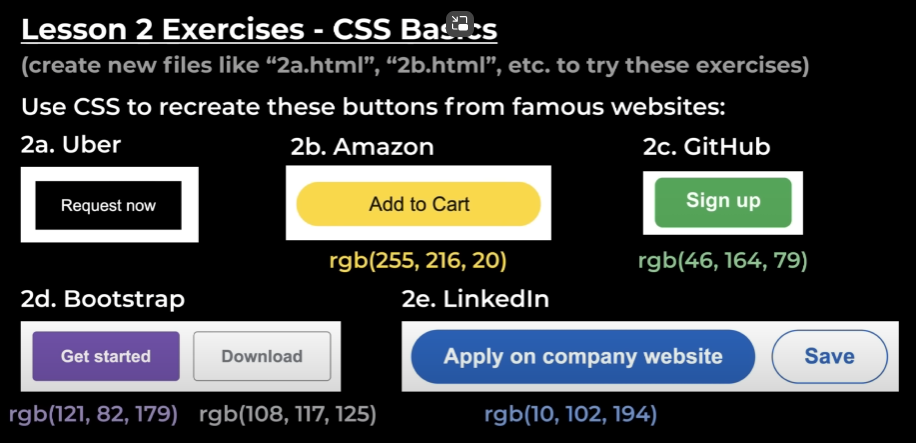 Lesson 2 Exercises - CSS Basics
(create new files like “2a.html”, “2b.html”, etc. to try these exercises)
Use CSS to recreate these buttons from famous websites:
2a. Uber
2b. Amazon
2c. GitHub
Request now
Add to Cart
Sign up
rgb(255, 216, 20)
rgb(46, 164, 79)
2d. Bootstrap
2e. LinkedIn
Get started
Download
Apply on company website
Save
rgb(121, 82, 179)
rgb(108, 117, 125)
rgb(10, 102, 194)